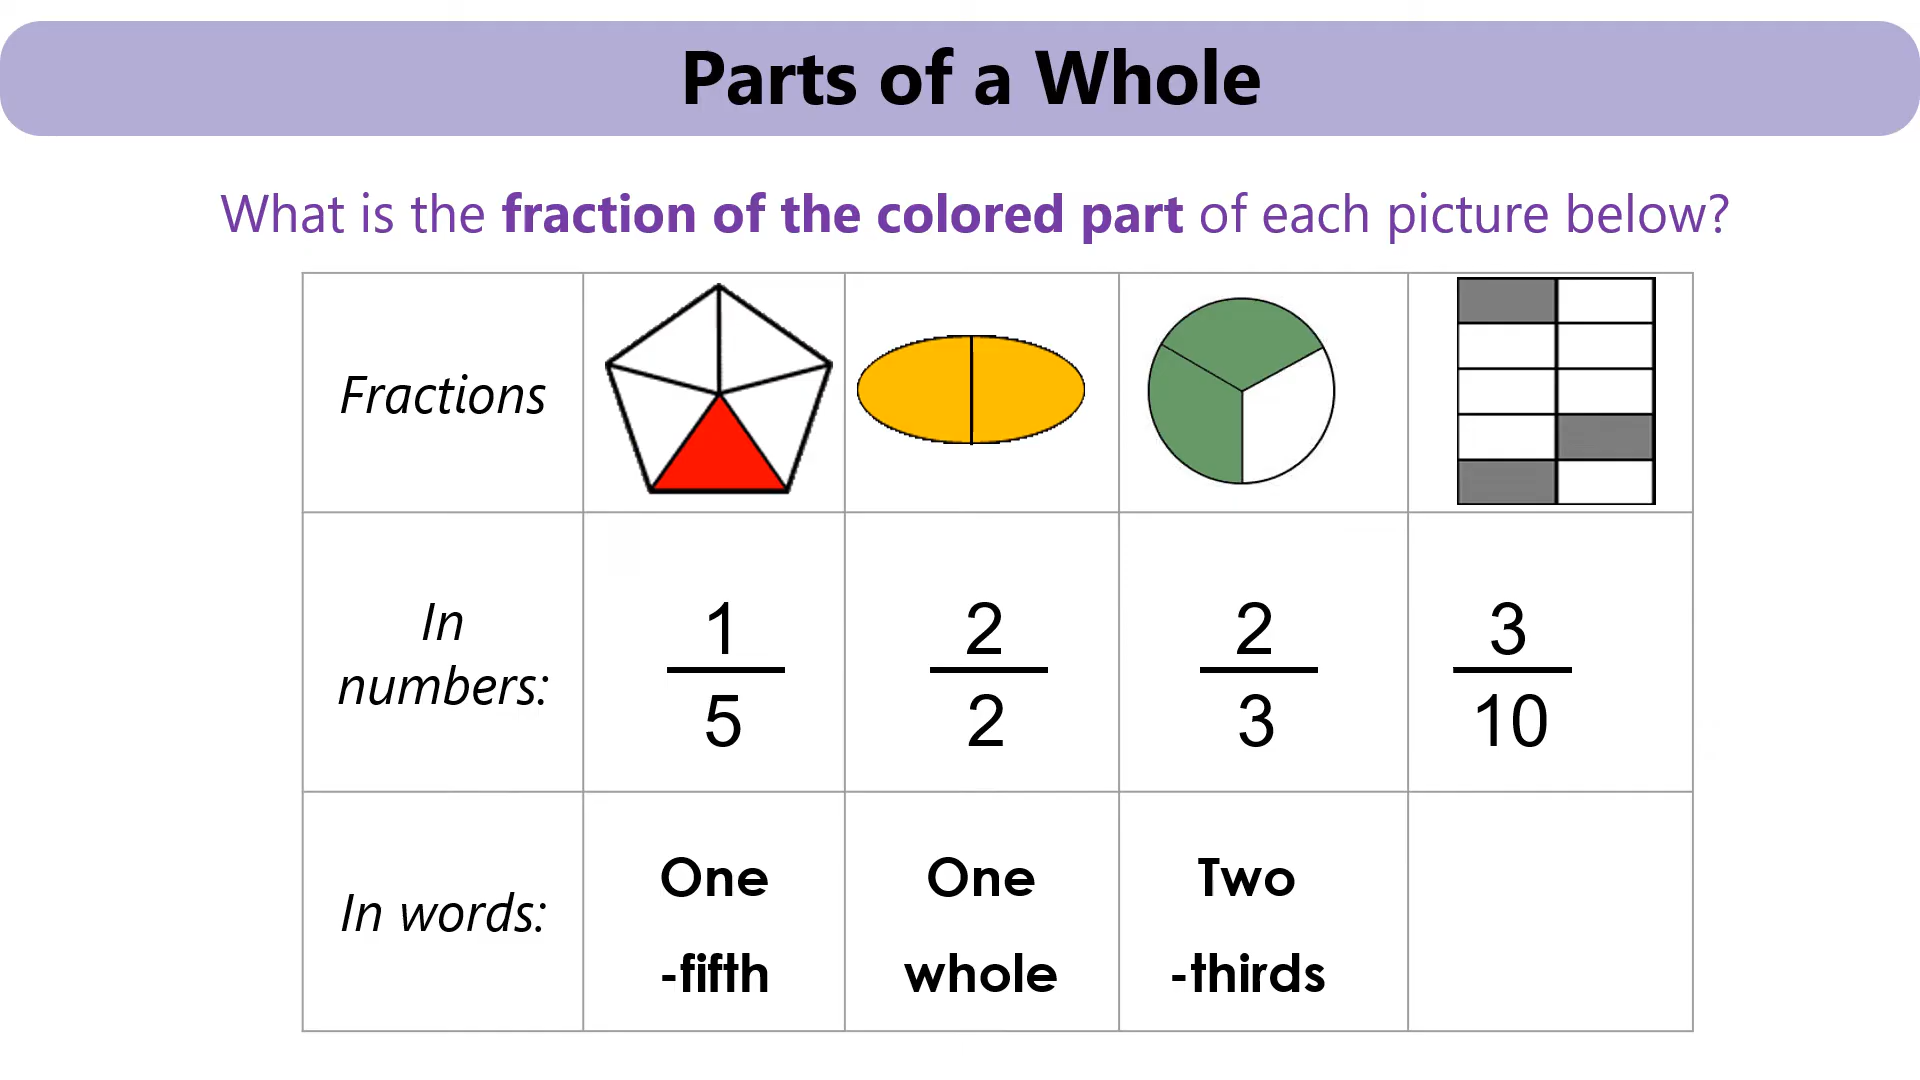 Parts of a Whole
What is the fraction of the colored part of each picture below?
Fractions
In
numbers:
1
5
2
2
2
3
3
10
In words:
One
-fifth
One
whole
Two
-thirds